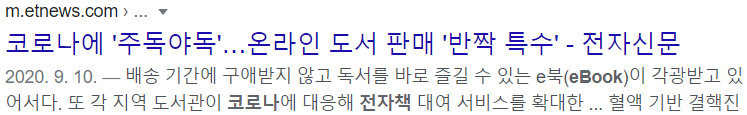 m.etnews.com › ...
코로나에 '주독야독'…온라인 도서 판매 '반짝 특수' - 전자신문
2020. 9. 10. — 배송 기간에 구애받지 않고 독서를 바로 즐길 수 있는 e북(eBook)이 각광받고 있
어서다. 또 각 지역 도서관이 코로나에 대응해 전자책 대여 서비스를 확대한 ... 혈액 기반 결핵진